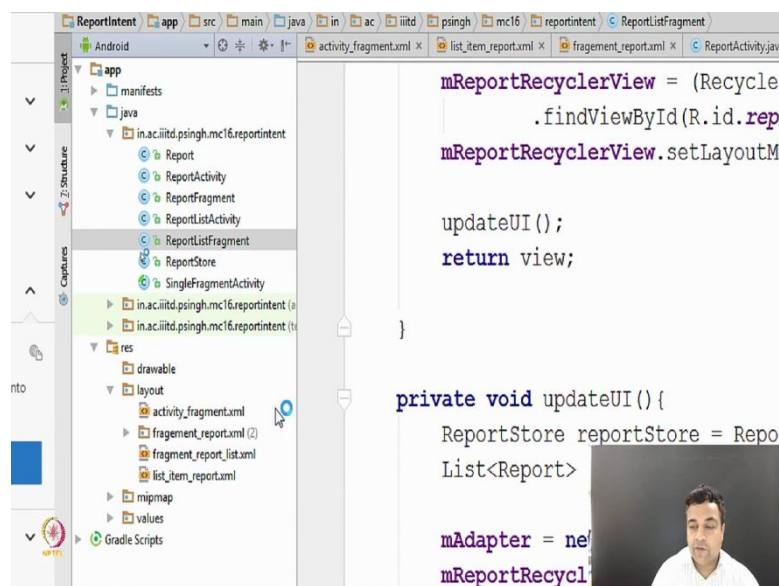 ReportIntent app src main java in ac iiitd psingh mc16 reportintent ReportListFragment
Android
activity_fragment.xml × list_item_report.xml × fragement_report.xml × ReportActivity.jav
1: Project
7: Structure
Captures
nto
app
manifests
java
in.ac.iiitd.psingh.mc16.reportintent
Report
ReportActivity
ReportFragment
ReportListActivity
ReportListFragment
ReportStore
SingleFragmentActivity
in.ac.iiitd.psingh.mc16.reportintent (a
in.ac.iiitd.psingh.mc16.reportintent (te
res
drawable
layout
activity_fragment.xml
fragement_report.xml (2)
fragment_report_list.xml
list_item_report.xml
mipmap
values
Gradle Scripts
NPTEL
mReportRecyclerView = (Recycle
.findViewById(R.id.rep
mReportRecyclerView.setLayoutM
updateUI();
return view;
}
private void updateUI(){
ReportStore reportStore = Repo
List<Report>
mAdapter = ne
mReportRecycl